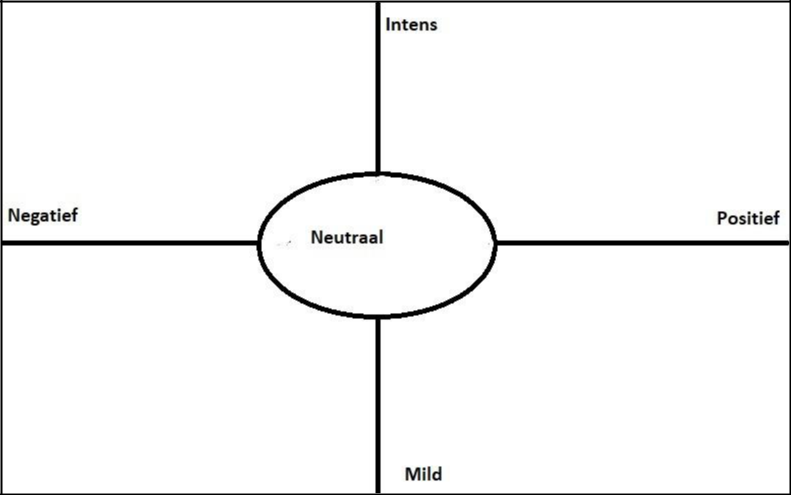 Intens
Negatief
Positief
Neutraal
Mild